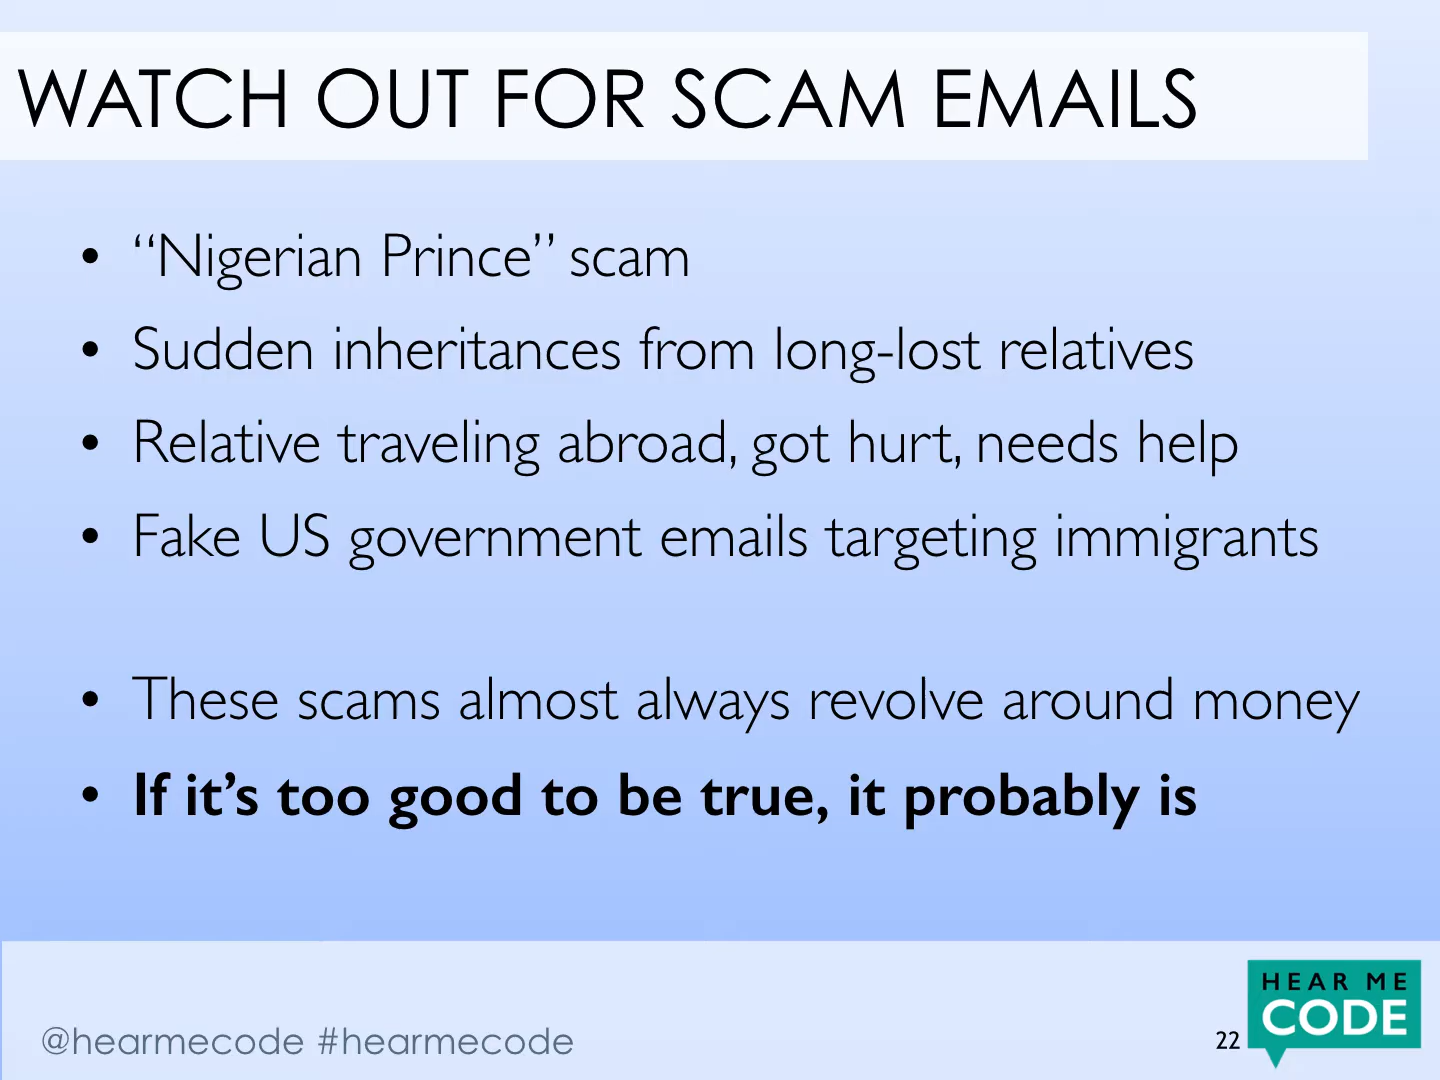 WATCH OUT FOR SCAM EMAILS
• “Nigerian Prince” scam
• Sudden inheritances from long-lost relatives
• Relative traveling abroad, got hurt, needs help
• Fake US government emails targeting immigrants
• These scams almost always revolve around money
• If it’s too good to be true, it probably is
@hearmecode #hearmecode
22
HEAR ME
CODE